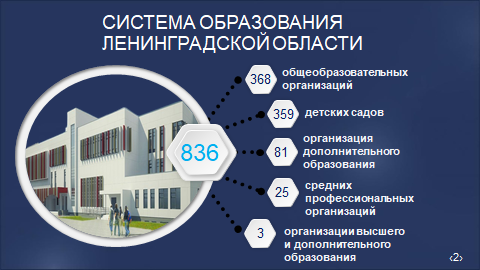 СИСТЕМА ОБРАЗОВАНИЯ
ЛЕНИНГРАДСКОЙ ОБЛАСТИ
836
368
общеобразовательных
организаций
359
детских садов
81
организация
дополнительного
образования
25
средних
профессиональных
организаций
3
организации высшего
и дополнительного
образования
‹2›